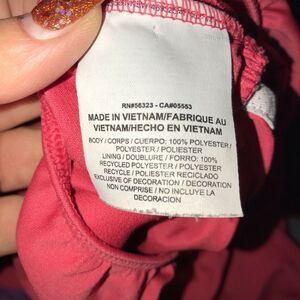 RN#56323 - CA#05553
MADE IN VIETNAM/FABRIQUE AU
VIETNAM/HECHO EN VIETNAM
BODY / CORPS / CUERPO: 100% POLYESTER /
POLYESTER / POLIESTER
LINING / DOUBLURE / FORRO: 100%
RECYCLED POLYESTER / POLYESTER
RECYCLE / POLIESTER RECICLADO
EXCLUSIVE OF DECORATION / DECORATION
NON COMPRISE / NO INCLUYE LA
DECORACION